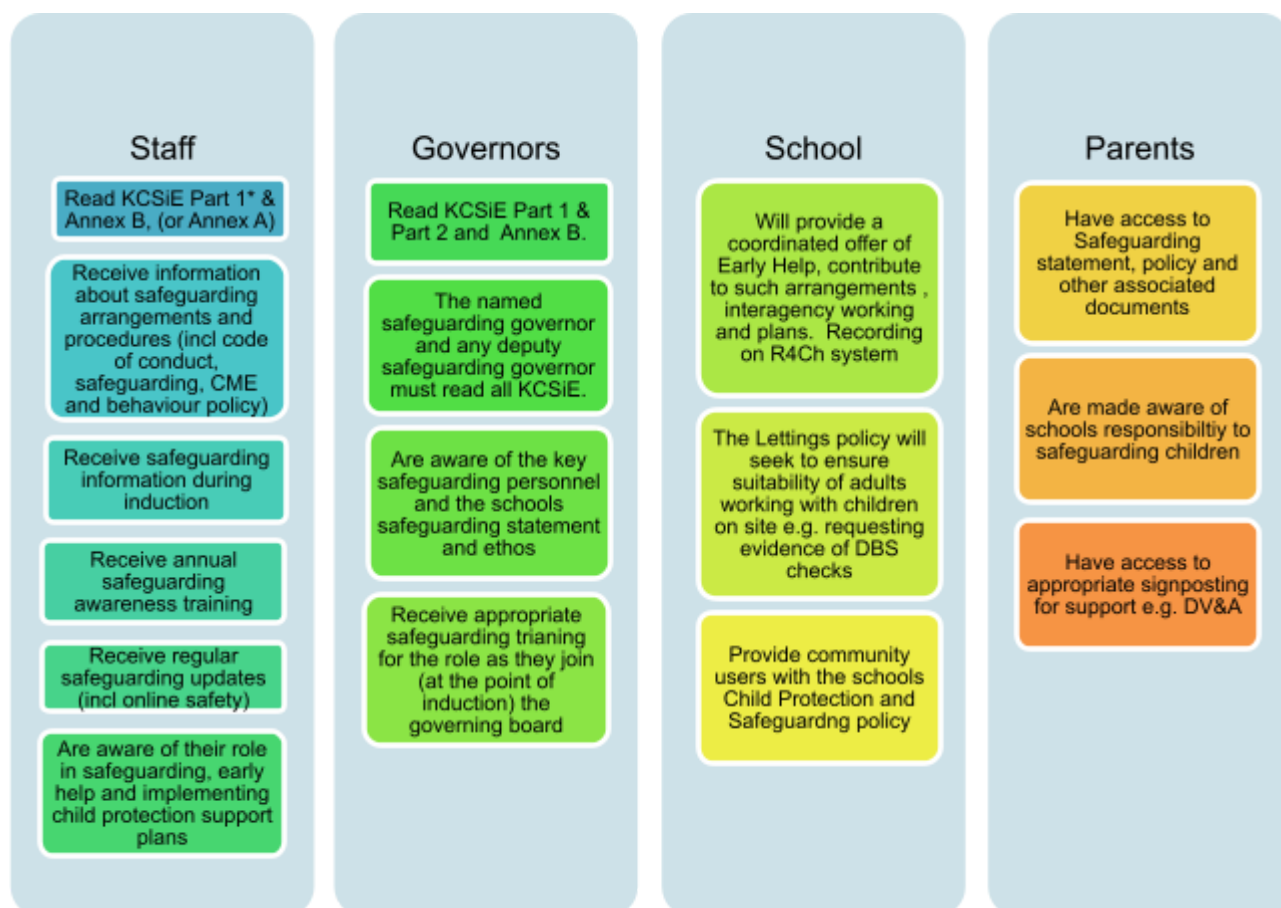 Staff
Read KCSiE Part 1* &
Annex B, (or Annex A)
Receive information
about safeguarding
arrangements and
procedures (incl code
of conduct,
safeguarding, CME
and behaviour policy)
Receive safeguarding
information during
induction
Receive annual
safeguarding
awareness training
Receive regular
safeguarding updates
(incl online safety)
Are aware of their role
in safeguarding, early
help and implementing
child protection support
plans
Governors
Read KCSiE Part 1 &
Part 2 and Annex B.
The named
safeguarding governor
and any deputy
safeguarding governor
must read all KCSiE.
Are aware of the key
safeguarding personnel
and the schools
safeguarding statement
and ethos
Receive appropriate
safeguarding trianing
for the role as they join
(at the point of
induction) the
governing board
School
Will provide a
coordinated offer of
Early Help, contribute
to such arrangements ,
interagency working
and plans. Recording
on R4Ch system
The Lettings policy will
seek to ensure
suitability of adults
working with children
on site e.g. requesting
evidence of DBS
checks
Provide community
users with the schools
Child Protection and
Safeguardng policy
Parents
Have access to
Safeguarding
statement, policy and
other associated
documents
Are made aware of
schools responsibiltiy to
safeguarding children
Have access to
appropriate signposting
for support e.g. DV&A